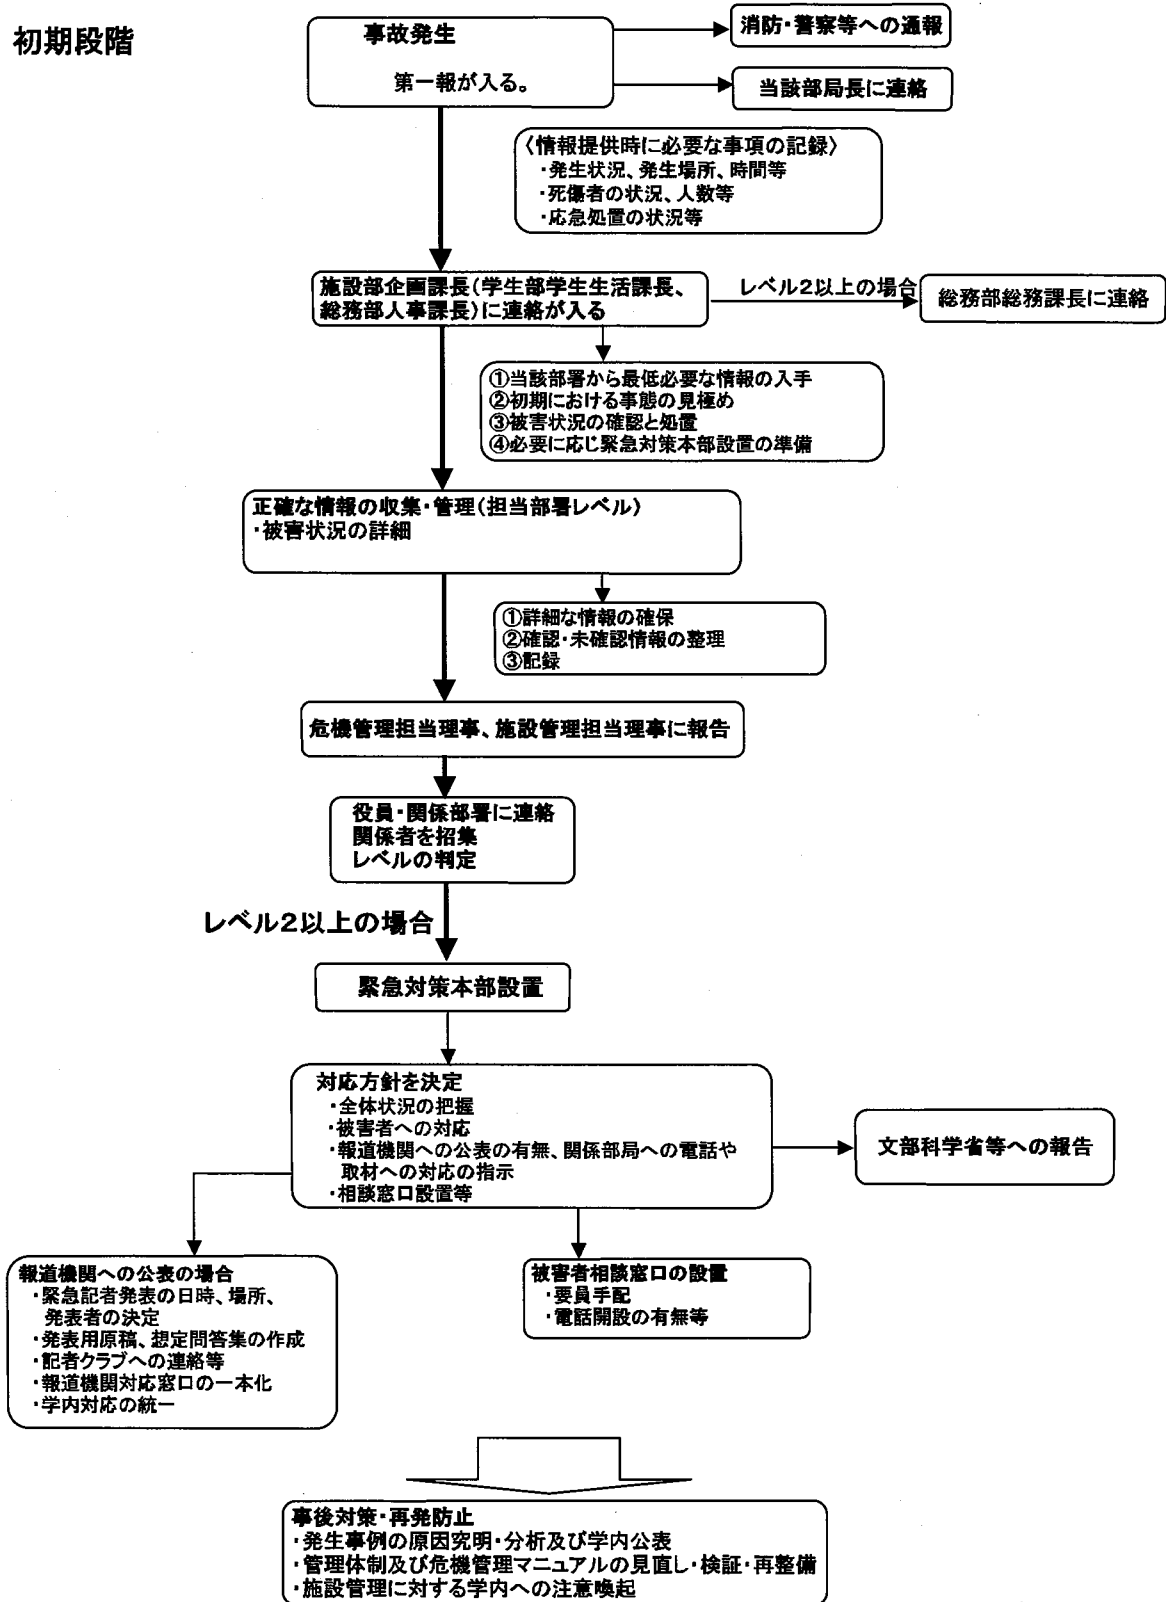 初期段階
事故発生
第一報が入る。
消防・警察等への通報
当該部局長に連絡
〈情報提供時に必要な事項の記録〉
・発生状況、発生場所、時間等
・死傷者の状況、人数等
・応急処置の状況等
施設部企画課長(学生部学生生活課長、
総務部人事課長)に連絡が入る
レベル2以上の場合
総務部総務課長に連絡
①当該部署から最低必要な情報の入手
②初期における事態の見極め
③被害状況の確認と処置
④必要に応じ緊急対策本部設置の準備
正確な情報の収集・管理(担当部署レベル)
・被害状況の詳細
①詳細な情報の確保
②確認・未確認情報の整理
③記録
危機管理担当理事、施設管理担当理事に報告
役員・関係部署に連絡
関係者を招集
レベルの判定
レベル2以上の場合
緊急対策本部設置
対応方針を決定
・全体状況の把握
・被害者への対応
・報道機関への公表の有無、関係部局への電話や
取材への対応の指示
・相談窓口設置等
文部科学省等への報告
報道機関への公表の場合
・緊急記者発表の日時、場所、
発表者の決定
・発表用原稿、想定問答集の作成
・記者クラブへの連絡等
・報道機関対応窓口の一本化
・学内対応の統一
被害者相談窓口の設置
・要員手配
・電話開設の有無等
事後対策・再発防止
・発生事例の原因究明・分析及び学内公表
・管理体制及び危機管理マニュアルの見直し・検証・再整備
・施設管理に対する学内への注意喚起